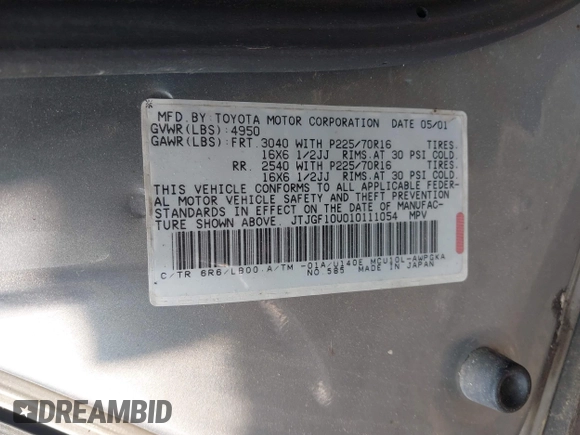 MFD.BY:TOYOTA MOTOR CORPORATION DATE 05/01
GVWR(LBS):4950
GAWR(LBS):FRT. 3040 WITH P225/70R16 TIRES.
16X6 1/2JJ RIMS.AT 30 PSI COLD.
RR. 2540 WITH P225/70R16 TIRES.
16X6 1/2JJ RIMS.AT 30 PSI COLD.
THIS VEHICLE CONFORMS TO ALL APPLICABLE FEDER-
AL MOTOR VEHICLE SAFETY AND THEFT PREVENTION
STANDARDS IN EFFECT ON THE DATE OF MANUFAC-
TURE SHOWN ABOVE. JTJGF10U010111054 MPV
C/TR 6R6/LB00 A/TM -01A/U140E MCU10L-AWPGKA
NO.585 MADE IN JAPAN
DREAMBID